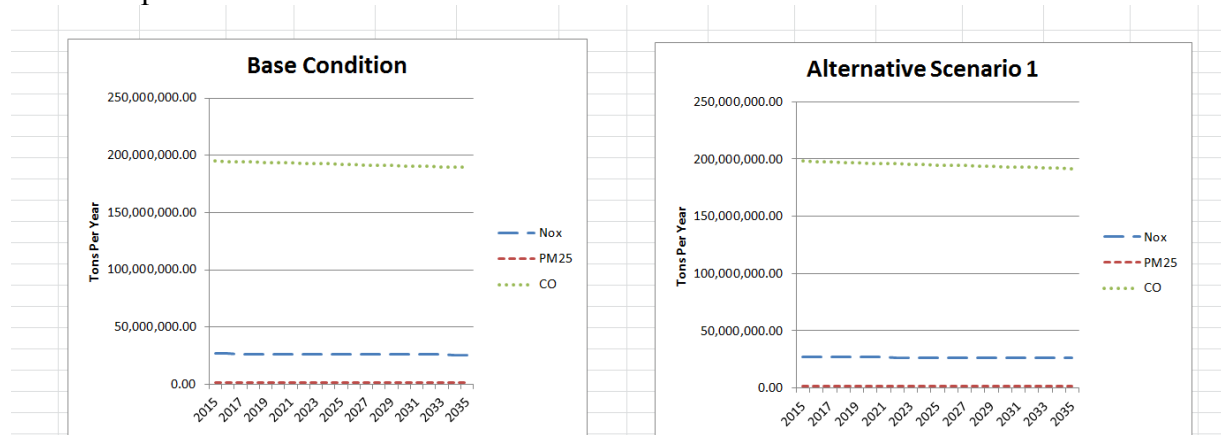 Base Condition
250,000,000.00
200,000,000.00
150,000,000.00
100,000,000.00
50,000,000.00
0.00
Tons Per Year
2015 2017 2019 2021 2023 2025 2027 2029 2031 2033 2035
Nox
PM25
CO
Alternative Scenario 1
250,000,000.00
200,000,000.00
150,000,000.00
100,000,000.00
50,000,000.00
0.00
Tons Per Year
2015 2017 2019 2021 2023 2025 2027 2029 2031 2033 2035
Nox
PM25
CO